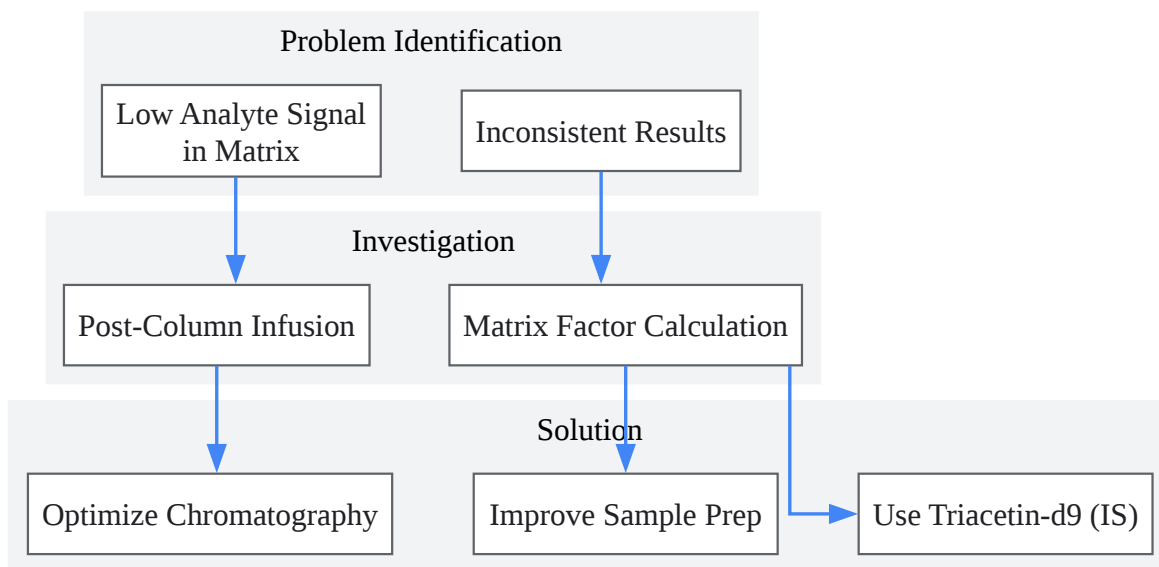 Problem Identification
Low Analyte Signal
in Matrix
Inconsistent Results
Investigation
Post-Column Infusion
Matrix Factor Calculation
Solution
Optimize Chromatography
Improve Sample Prep
Use Triacetin-d9 (IS)